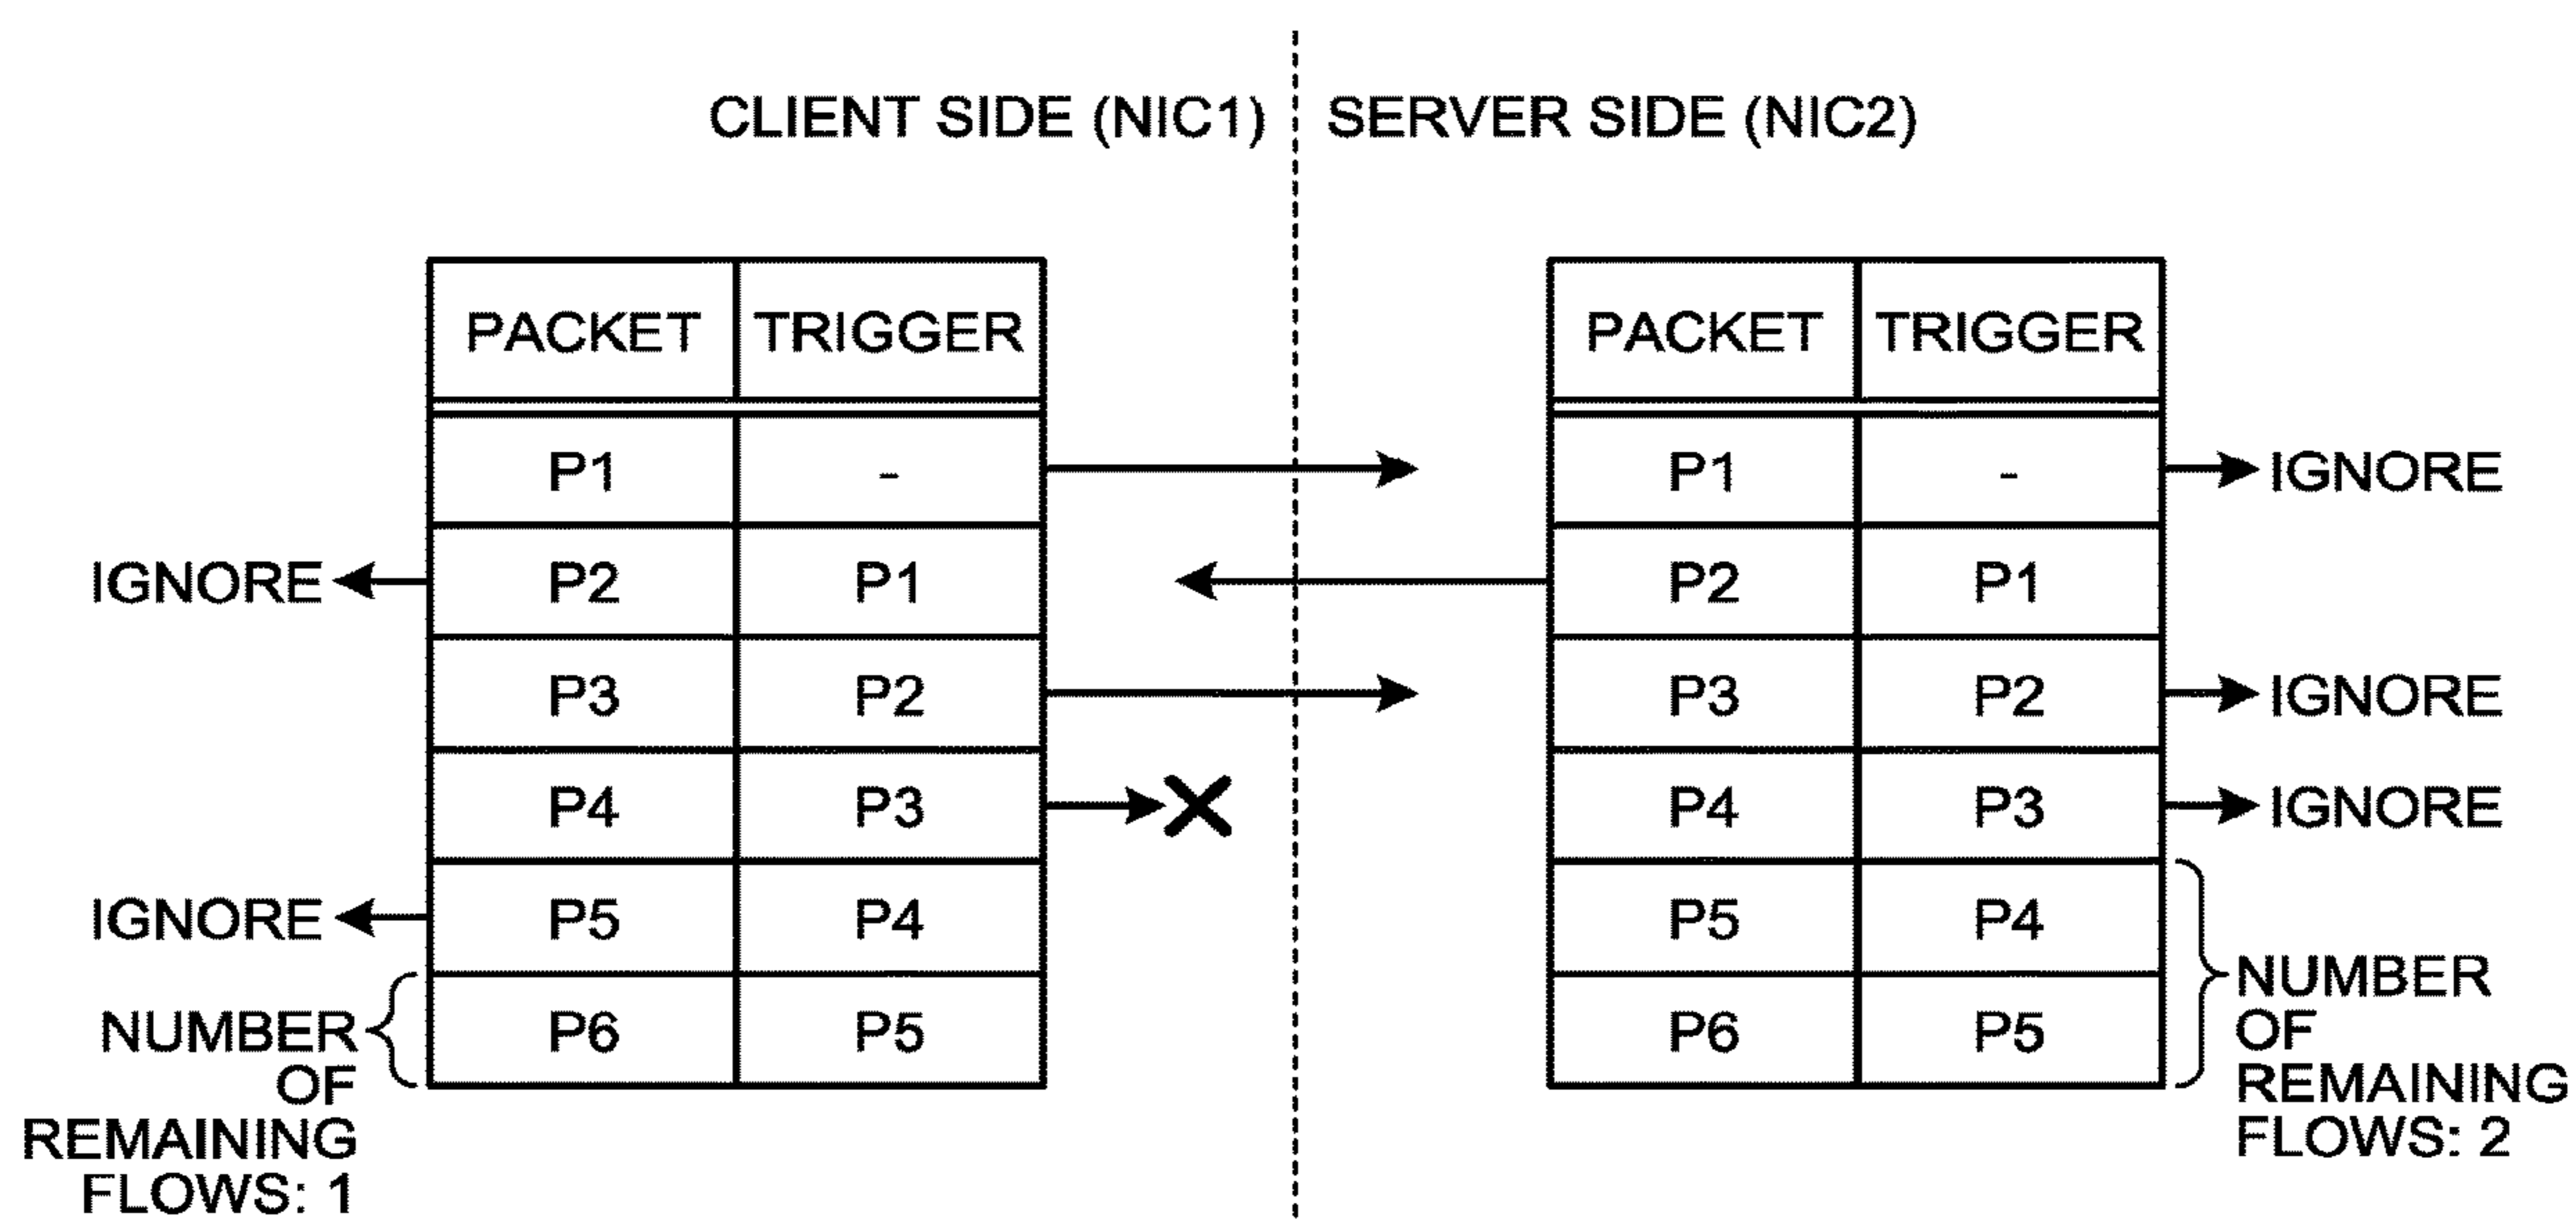 CLIENT SIDE (NIC1) SERVER SIDE (NIC2)
PACKET TRIGGER PACKET TRIGGER
P1 - P1 - IGNORE
IGNORE P2 P1 P2 P1
P3 P2 P3 P2 IGNORE
P4 P3 P4 P3 IGNORE
IGNORE P5 P4 P5 P4
P6 P5 P6 P5
NUMBER
OF
REMAINING
FLOWS: 1
NUMBER
OF
REMAINING
FLOWS: 2